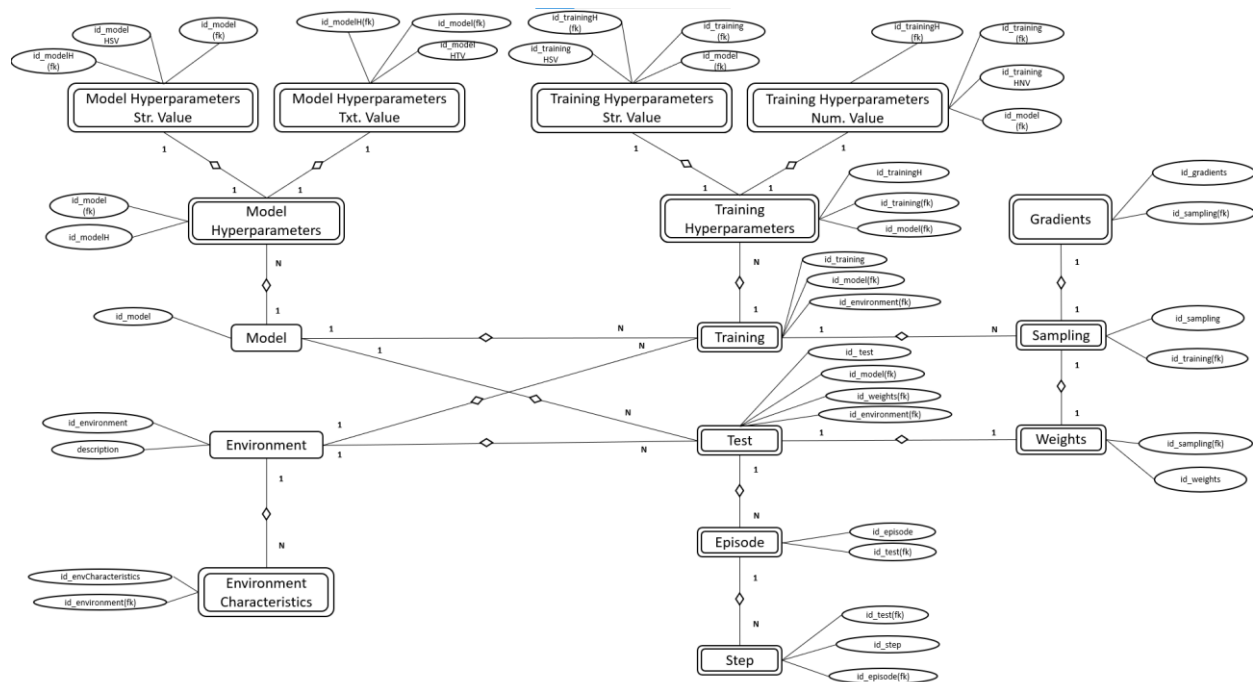 id_model
HSV
id_model
(fk)
id_modelH
(fk)
id_modelH(fk)
id_model(fk)
id_model
HTV
id_trainingH
(fk)
id_training
HSV
id_training
(fk)
id_model
(fk)
id_trainingH
(fk)
id_training
(fk)
id_training
HNV
id_model
(fk)
Model Hyperparameters
Str. Value
Model Hyperparameters
Txt. Value
Training Hyperparameters
Str. Value
Training Hyperparameters
Num. Value
1
1
1
1
1
1
1
1
id_model
(fk)
id_modelH
Model
Hyperparameters
Training
Hyperparameters
id_trainingH
id_training(fk)
id_model(fk)
Gradients
id_gradients
id_sampling(fk)
N
1
N
1
1
1
id_training
id_model(fk)
id_environment(fk)
id_model
Model
1
N
Training
1
N
Sampling
id_sampling
id_training(fk)
1
N
1
1
id_ test
id_model(fk)
id_weights(fk)
id_environment(fk)
id_environment
description
Environment
1
1
N
N
Test
1
1
Weights
id_sampling(fk)
id_weights
1
N
1
N
Episode
id_episode
id_test(fk)
id_envCharacteristics
id_environment(fk)
Environment
Characteristics
1
N
Step
id_test(fk)
id_step
id_episode(fk)